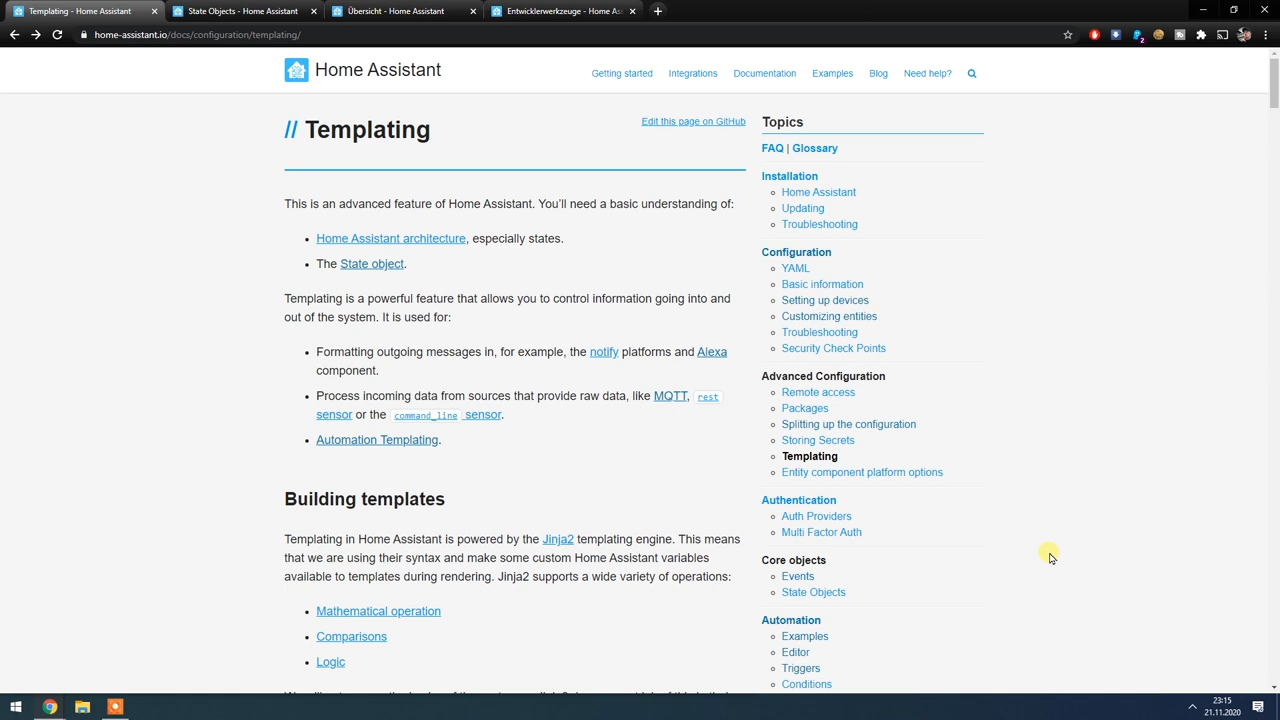 Templating - Home Assistant
State Objects - Home Assistant
Übersicht - Home Assistant
Entwicklerwerkzeuge - Home Ass
home-assistant.io/docs/configuration/templating/
2
Home Assistant
Getting started
Integrations
Documentation
Examples
Blog
Need help?
// Templating
Edit this page on GitHub
This is an advanced feature of Home Assistant. You'll need a basic understanding of:
• Home Assistant architecture, especially states.
• The State object.
Templating is a powerful feature that allows you to control information going into and
out of the system. It is used for:
• Formatting outgoing messages in, for example, the notify platforms and Alexa
component.
• Process incoming data from sources that provide raw data, like MQTT, rest
sensor or the command_line sensor.
• Automation Templating.
Building templates
Templating in Home Assistant is powered by the Jinja2 templating engine. This means
that we are using their syntax and make some custom Home Assistant variables
available to templates during rendering. Jinja2 supports a wide variety of operations:
• Mathematical operation
• Comparisons
• Logic
Topics
FAQ | Glossary
Installation
Home Assistant
Updating
Troubleshooting
Configuration
YAML
Basic information
Setting up devices
Customizing entities
Troubleshooting
Security Check Points
Advanced Configuration
Remote access
Packages
Splitting up the configuration
Storing Secrets
Templating
Entity component platform options
Authentication
Auth Providers
Multi Factor Auth
Core objects
Events
State Objects
Automation
Examples
Editor
Triggers
Conditions
23:15
21.11.2020